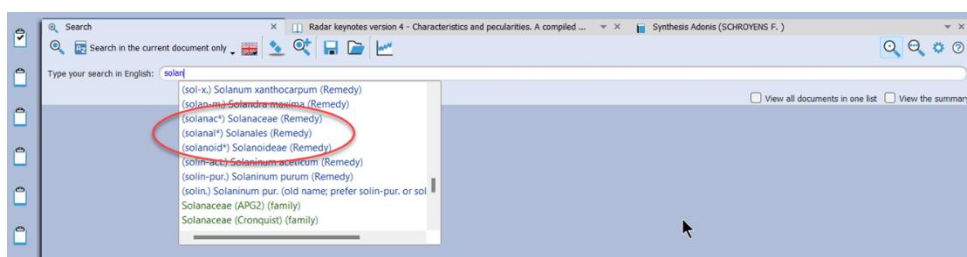 Search
Radar keynotes version 4 - Characteristics and pecularities. A compiled ...
Synthesis Adonis (SCHROYENS F. )
Search in the current document only
Type your search in English: solan
View all documents in one list
View the summar
(sol-x.) Solanum xanthocarpum (Remedy)
(solan-m.) Solandra maxima (Remedy)
(solanac*) Solanaceae (Remedy)
(solanal*) Solanales (Remedy)
(solanoid*) Solanoideae (Remedy)
(solin-act.) Solaninum aceticum (Remedy)
(solin-pur.) Solaninum purum (Remedy)
(solin.) Solaninum pur. (old name; prefer solin-pur. or sol
Solanaceae (APG2) (family)
Solanaceae (Cronquist) (family)